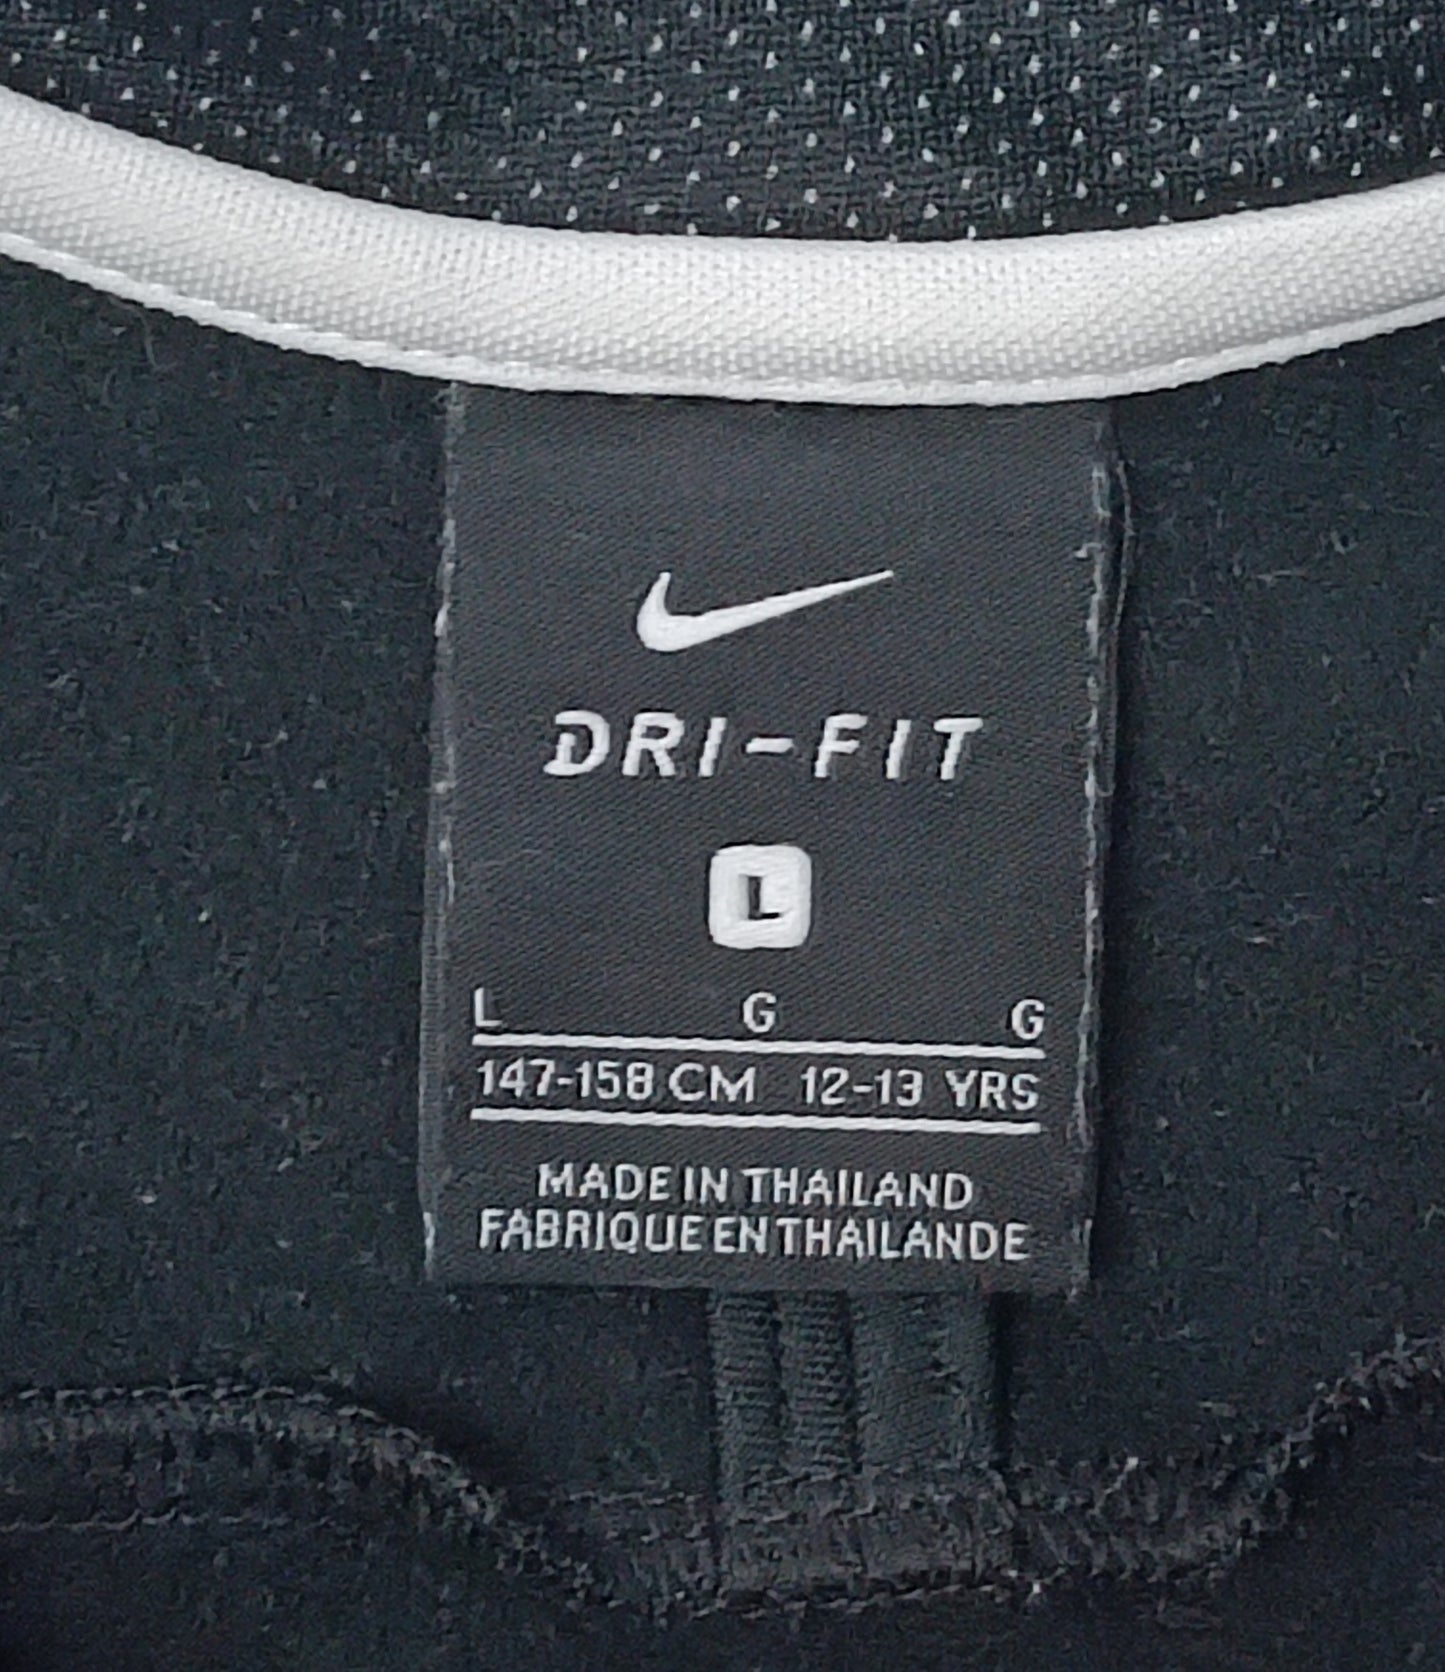 DRI-FIT
L
L G G
147-158 CM 12-13 YRS
MADE IN THAILAND
FABRIQUE EN THAILANDE